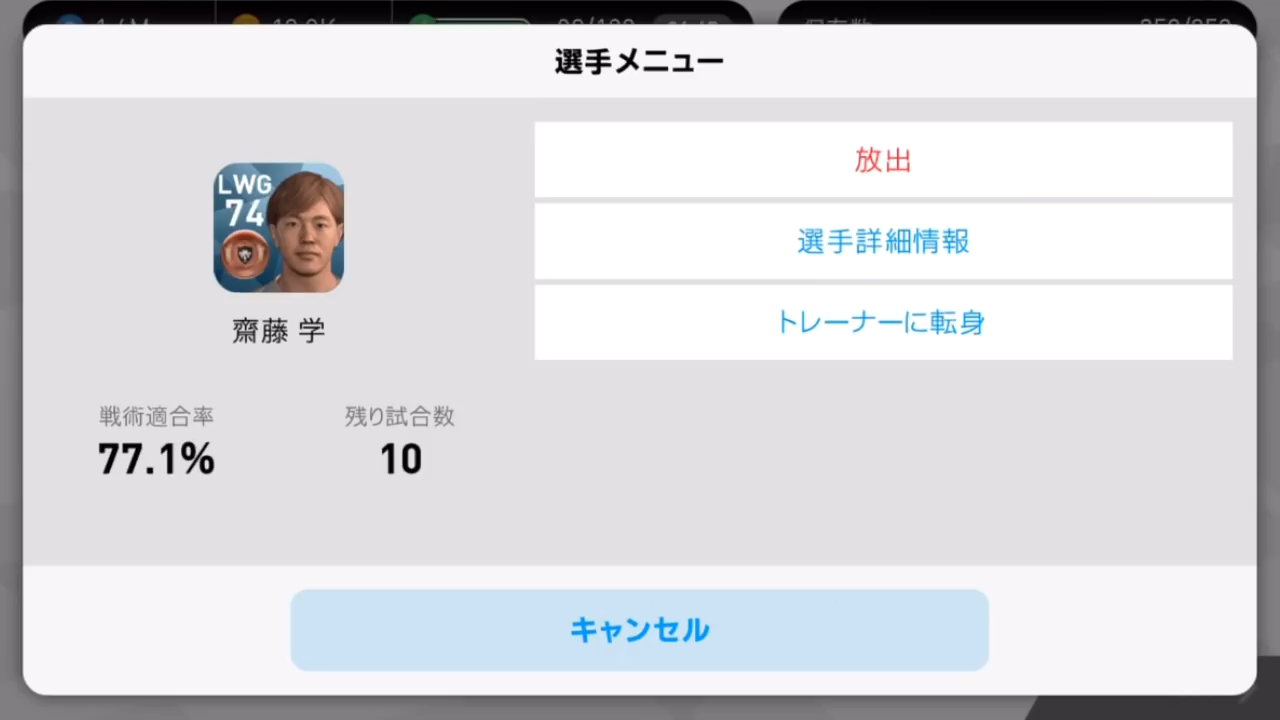 選手メニュー
LWG
74
齋藤 学
戦術適合率
77.1%
残り試合数
10
放出
選手詳細情報
トレーナーに転身
キャンセル